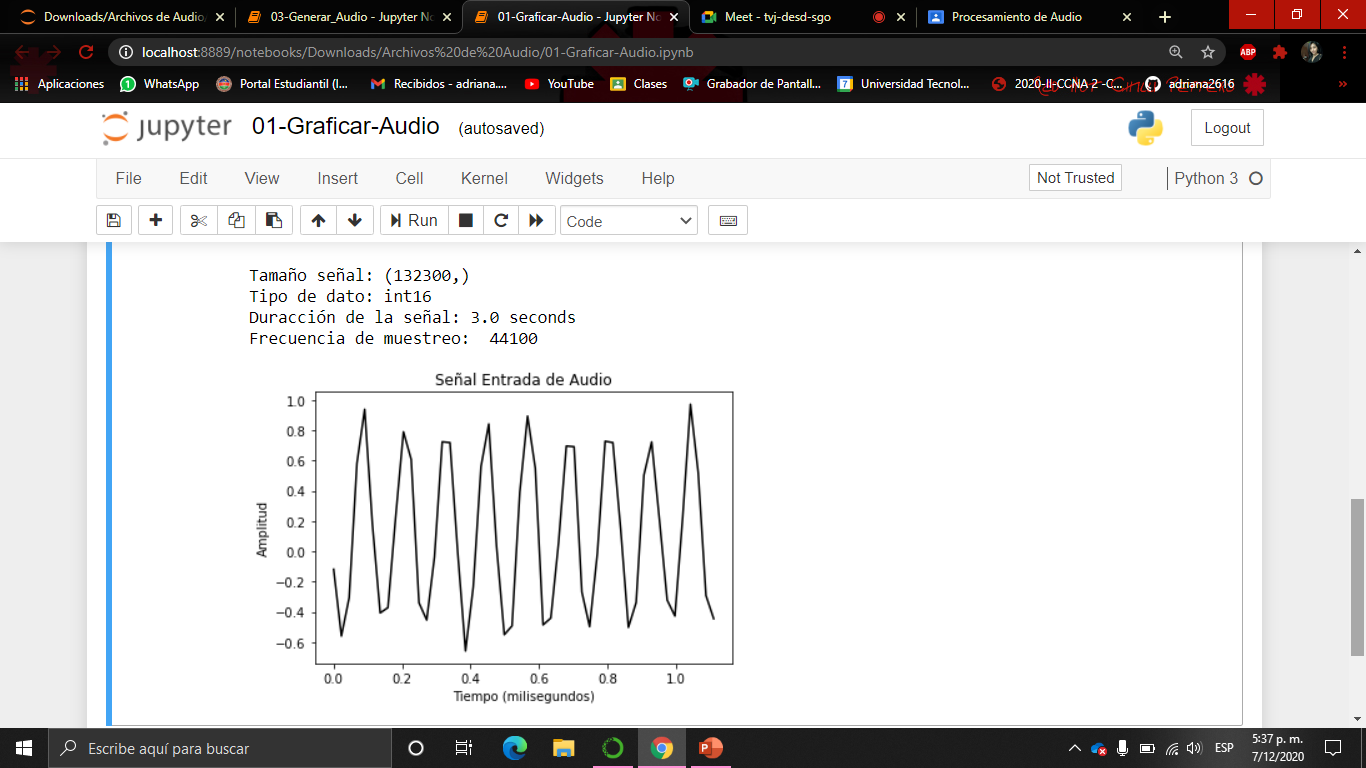 Downloads/Archivos de Audio/
03-Generar_Audio - Jupyter No
01-Graficar-Audio - Jupyter No
Meet - tvj-desd-sgo
Procesamiento de Audio
localhost:8889/notebooks/Downloads/Archivos%20de%20Audio/01-Graficar-Audio.ipynb
ABP
Aplicaciones
WhatsApp
Portal Estudiantil (I...
Recibidos - adriana....
YouTube
Clases
Grabador de Pantall...
7
Universidad Tecnol...
2020-II-CCNA 2 -C...
adriana2616
»
jupyter
01-Graficar-Audio
(autosaved)
Logout
File
Edit
View
Insert
Cell
Kernel
Widgets
Help
Not Trusted
Python 3
Run
Code
Tamaño señal: (132300,)
Tipo de dato: int16
Duracción de la señal: 3.0 seconds
Frecuencia de muestreo:  44100
Señal Entrada de Audio
1.0
0.8
0.6
0.4
0.2
0.0
−0.2
−0.4
−0.6
Amplitud
0.0 0.2 0.4 0.6 0.8 1.0
Tiempo (milisegundos)
Escribe aquí para buscar
ESP
5:37 p. m.
7/12/2020